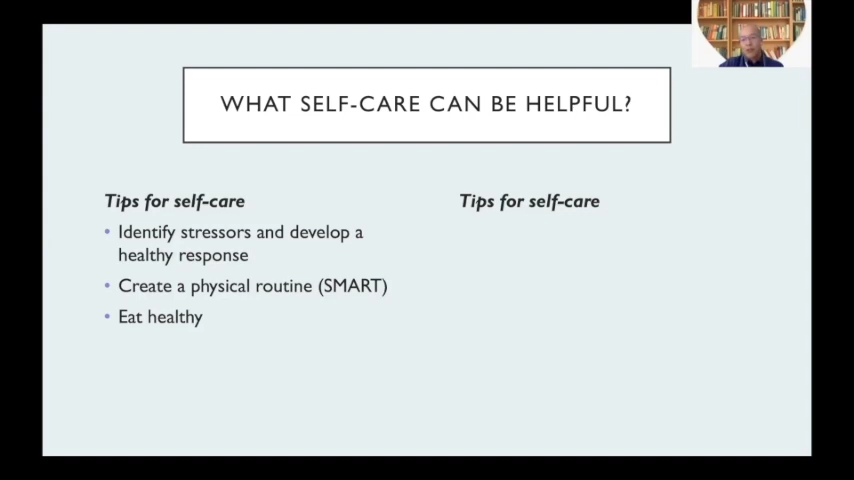 WHAT SELF-CARE CAN BE HELPFUL?
Tips for self-care
• Identify stressors and develop a
healthy response
• Create a physical routine (SMART)
• Eat healthy
Tips for self-care